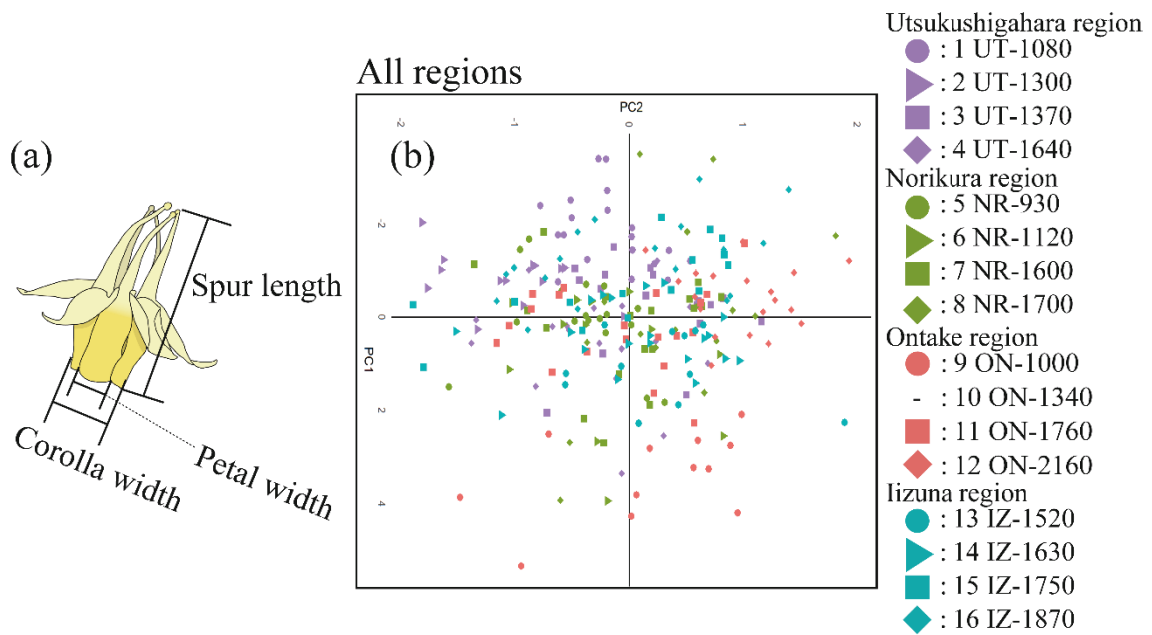 (a)
Spur length
Corolla width
Petal width
All regions
(b)
PC2
-2
-1
0
1
2
-2
0
2
4
PC1
Utsukushigahara region
: 1 UT-1080
: 2 UT-1300
: 3 UT-1370
: 4 UT-1640
Norikura region
: 5 NR-930
: 6 NR-1120
: 7 NR-1600
: 8 NR-1700
Ontake region
: 9 ON-1000
- : 10 ON-1340
: 11 ON-1760
: 12 ON-2160
Iizuna region
: 13 IZ-1520
: 14 IZ-1630
: 15 IZ-1750
: 16 IZ-1870